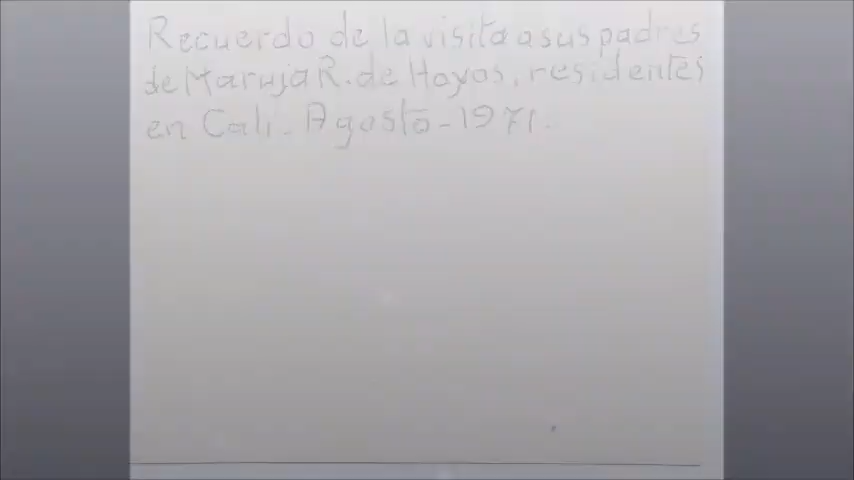 Recuerdo de la visita a sus padres
de Maruja R. de Hoyos, residentes
en Cali - Agosto - 1971.